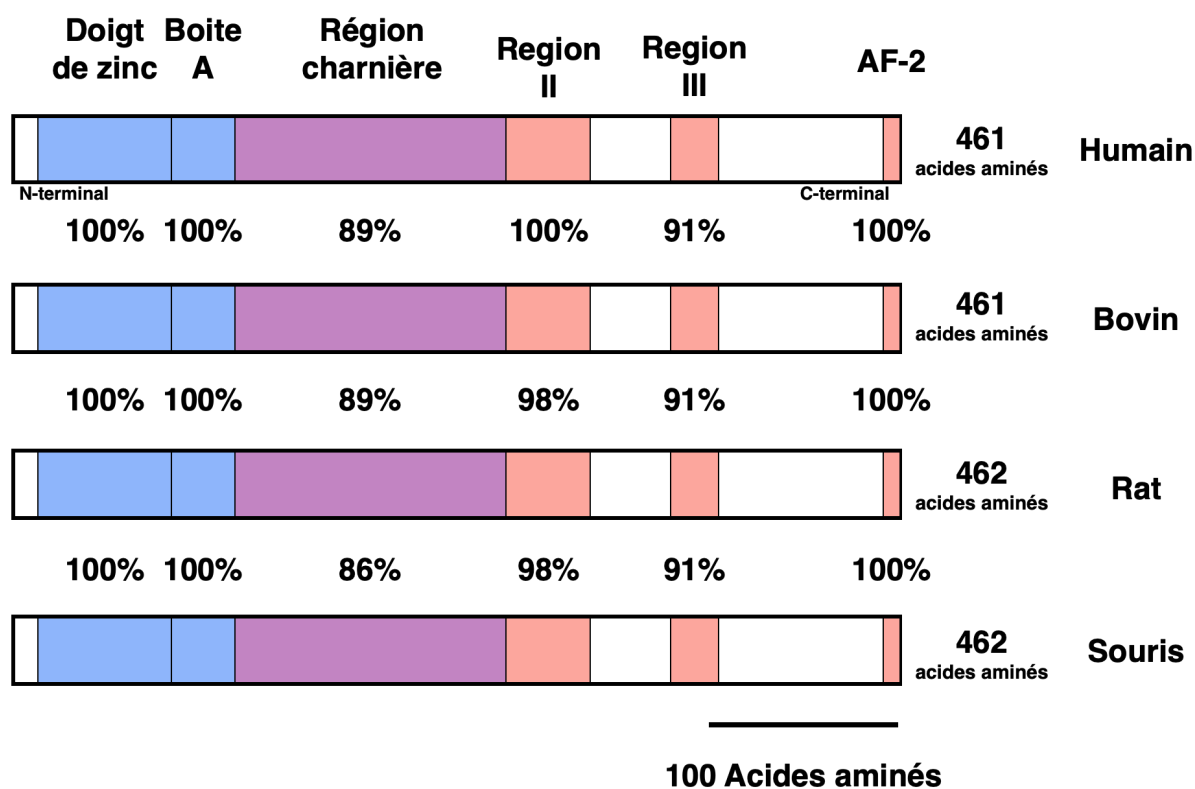 Doigt de zinc
Boite A
Région charnière
Region II
Region III
AF-2
461 acides aminés
Humain
N-terminal
C-terminal
100% 100% 89% 100% 91% 100%
461 acides aminés
Bovin
100% 100% 89% 98% 91% 100%
462 acides aminés
Rat
100% 100% 86% 98% 91% 100%
462 acides aminés
Souris
100 Acides aminés